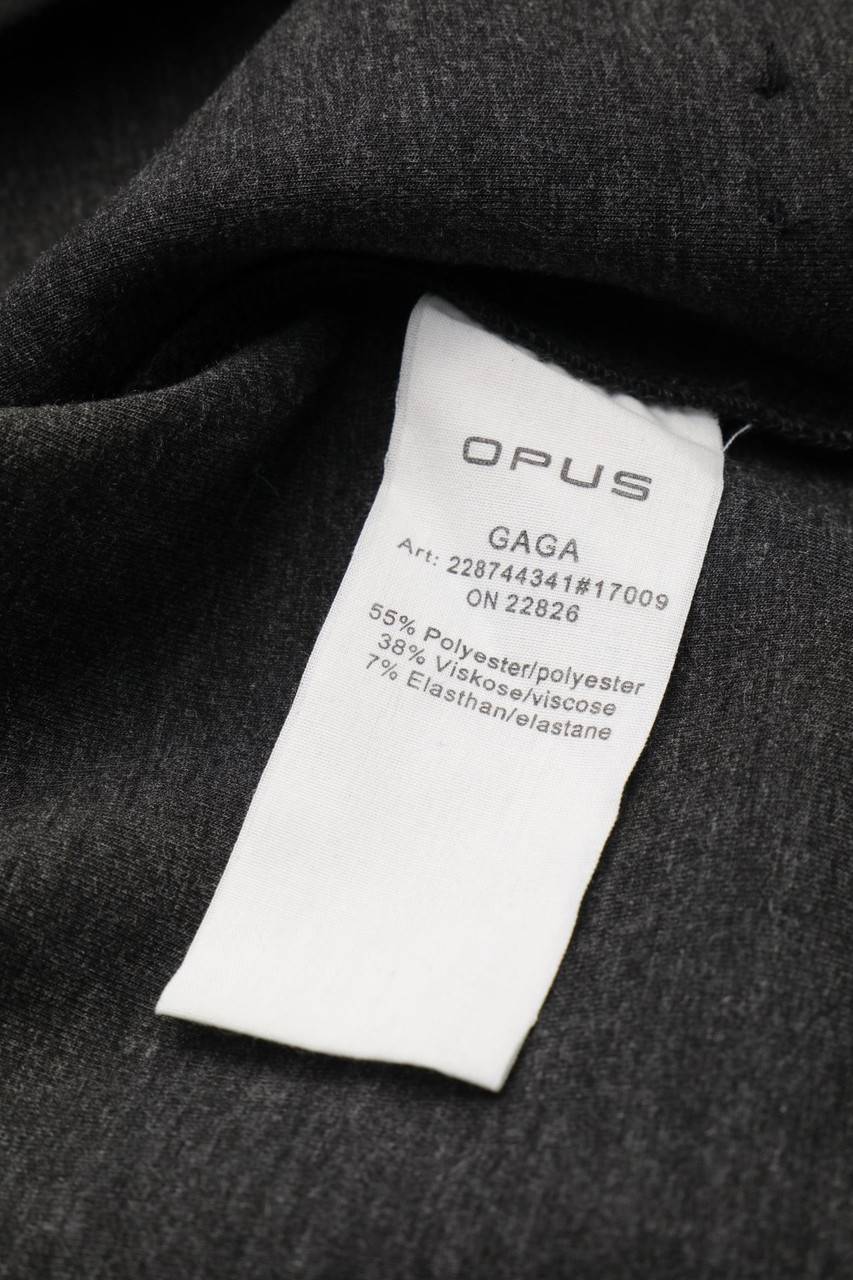 OPUS
GAGA
Art: 228744341#17009
ON 22826
55% Polyester/polyester
38% Viskose/viscose
7% Elasthan/elastane